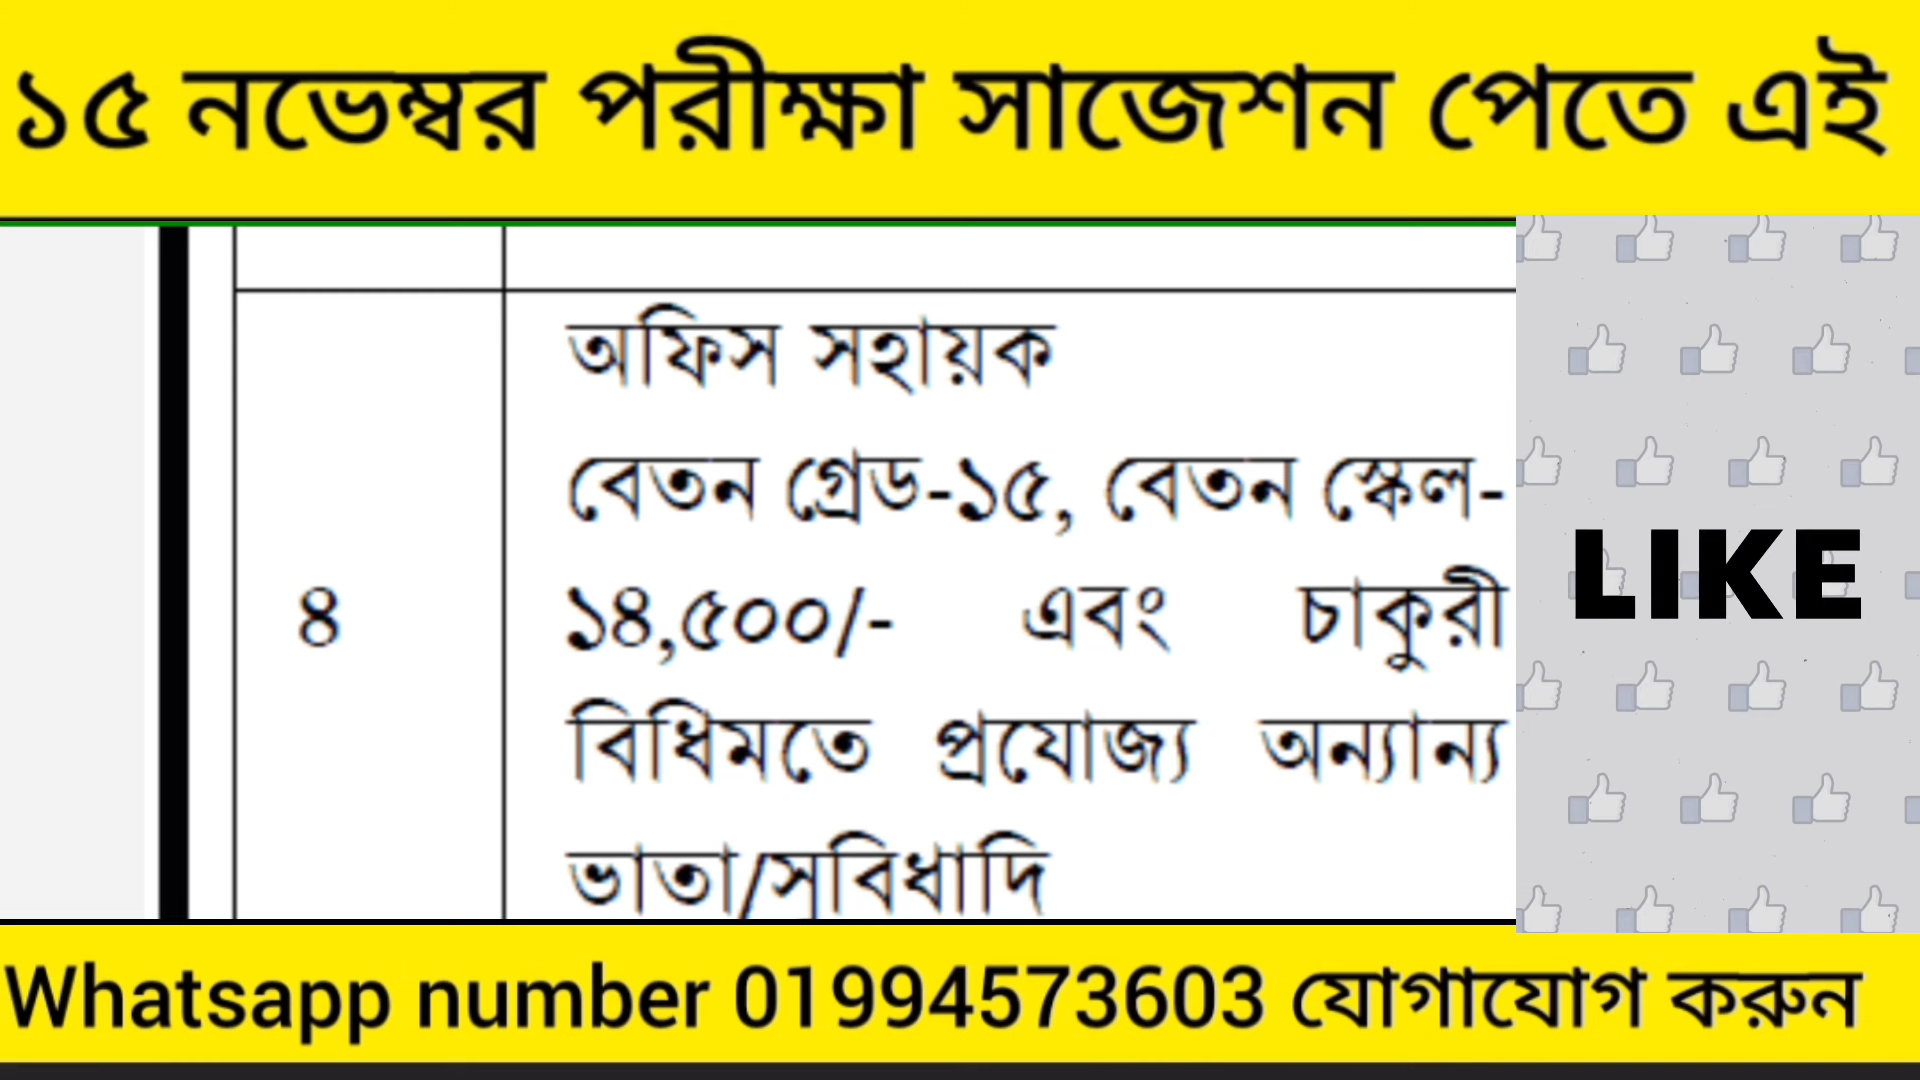 ১৫ নভেম্বর পরীক্ষা সাজেশন পেতে এই
অফিস সহায়ক
বেতন গ্রেড-১৫, বেতন স্কেল-
৪
১৪,৫০০/- এবং চাকুরী
বিধিমতে প্রযোজ্য অন্যান্য
ভাতা/সুবিধাদি
LIKE
Whatsapp number 01994573603 যোগাযোগ করুন